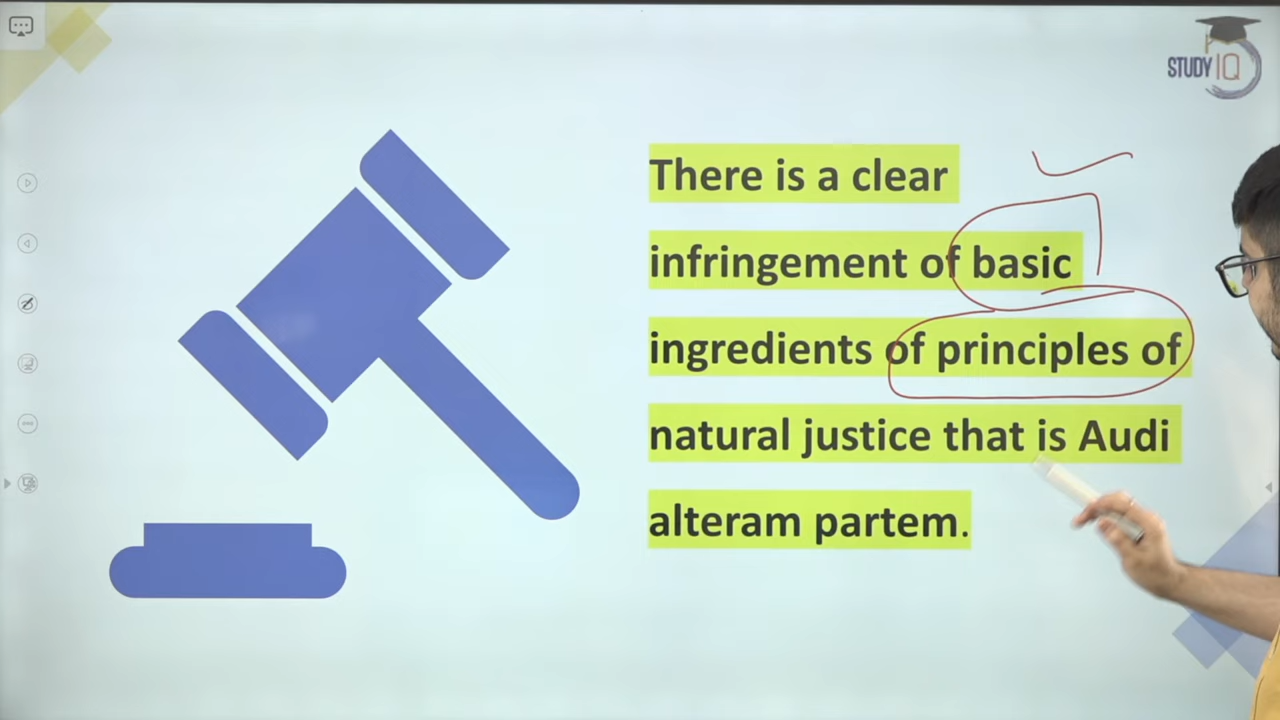 STUDY IQ
There is a clear
infringement of basic
ingredients of principles of
natural justice that is Audi
alteram partem.